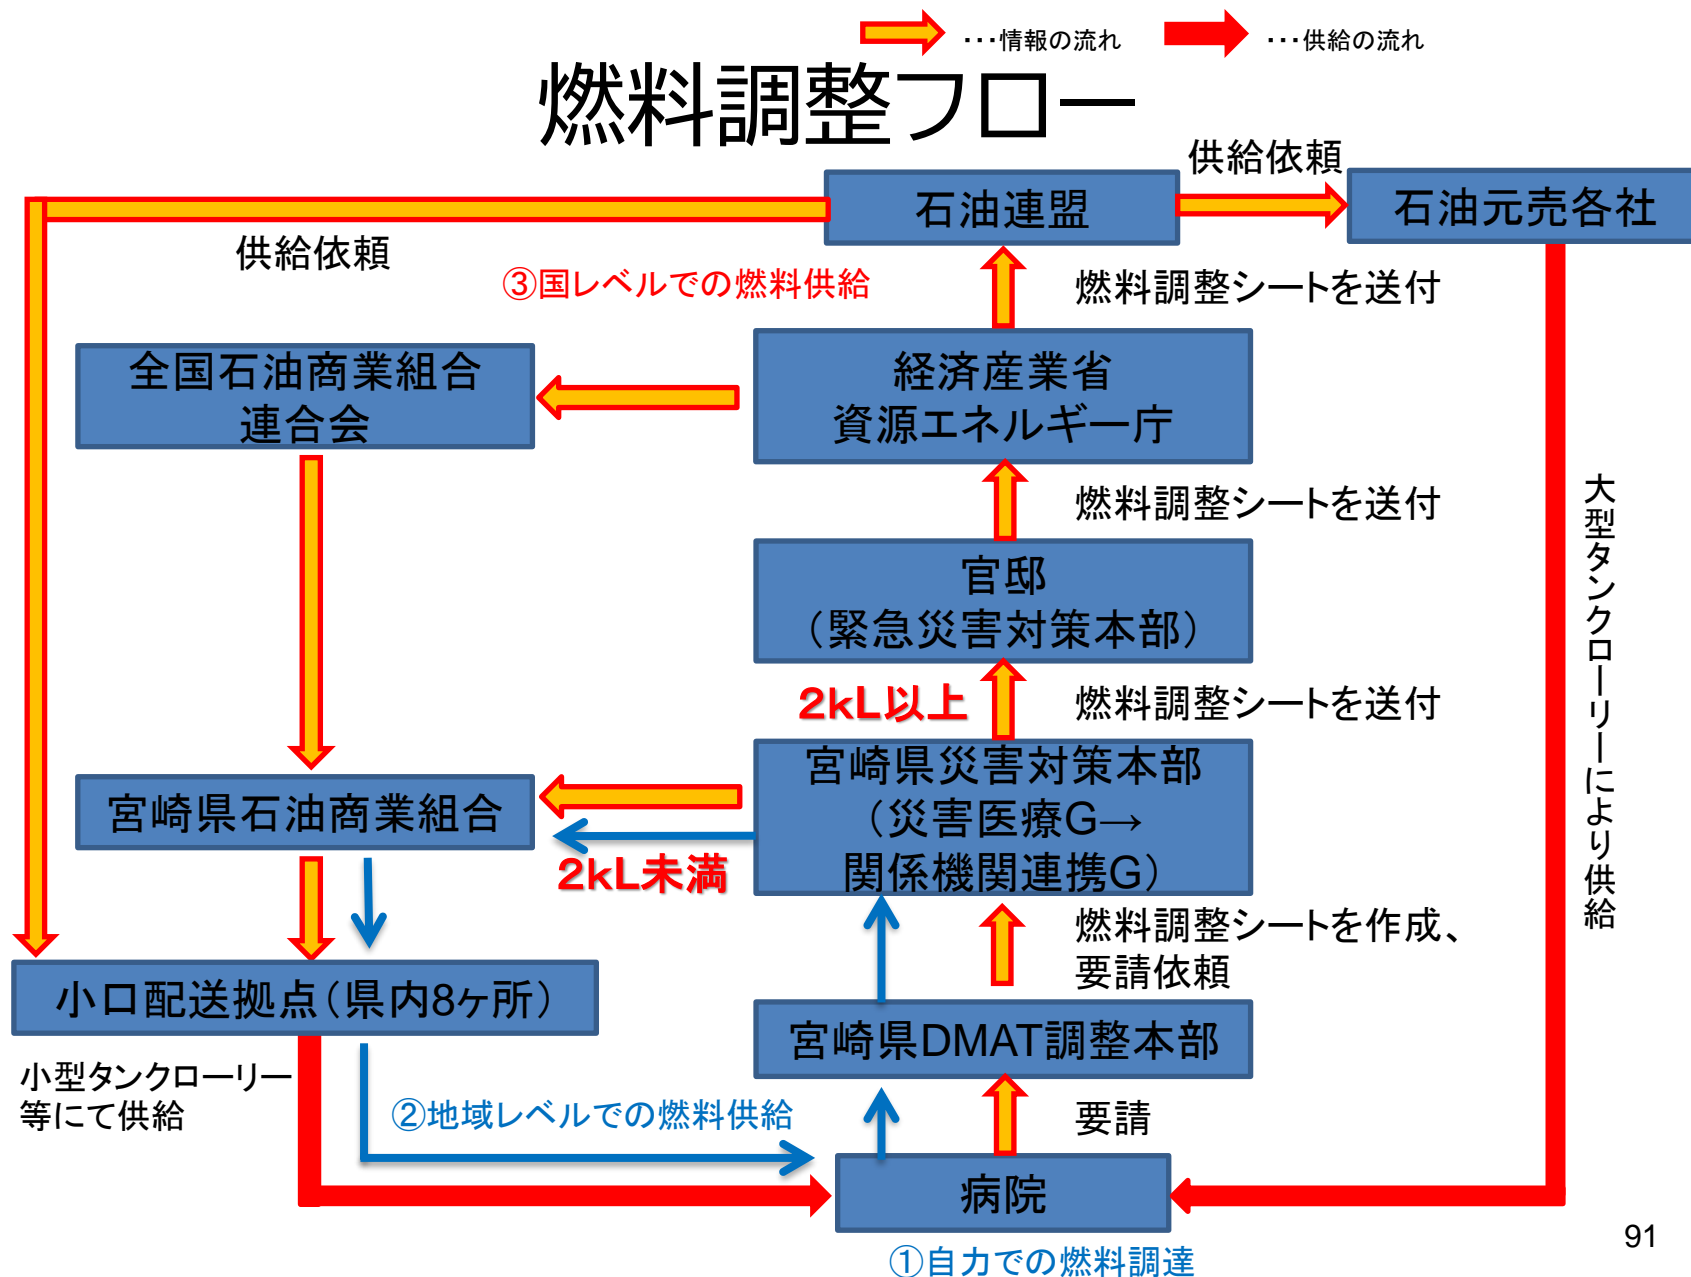 ･･･情報の流れ
･･･供給の流れ
燃料調整フロー
供給依頼
石油連盟
石油元売各社
供給依頼
③国レベルでの燃料供給
燃料調整シートを送付
全国石油商業組合
連合会
経済産業省
資源エネルギー庁
燃料調整シートを送付
大型タンクローリーにより供給
官邸
（緊急災害対策本部）
2kL以上
燃料調整シートを送付
宮崎県石油商業組合
宮崎県災害対策本部
（災害医療G→
関係機関連携G）
2kL未満
燃料調整シートを作成、
要請依頼
小口配送拠点（県内8ヶ所）
宮崎県DMAT調整本部
小型タンクローリー
等にて供給
②地域レベルでの燃料供給
要請
病院
①自力での燃料調達
91